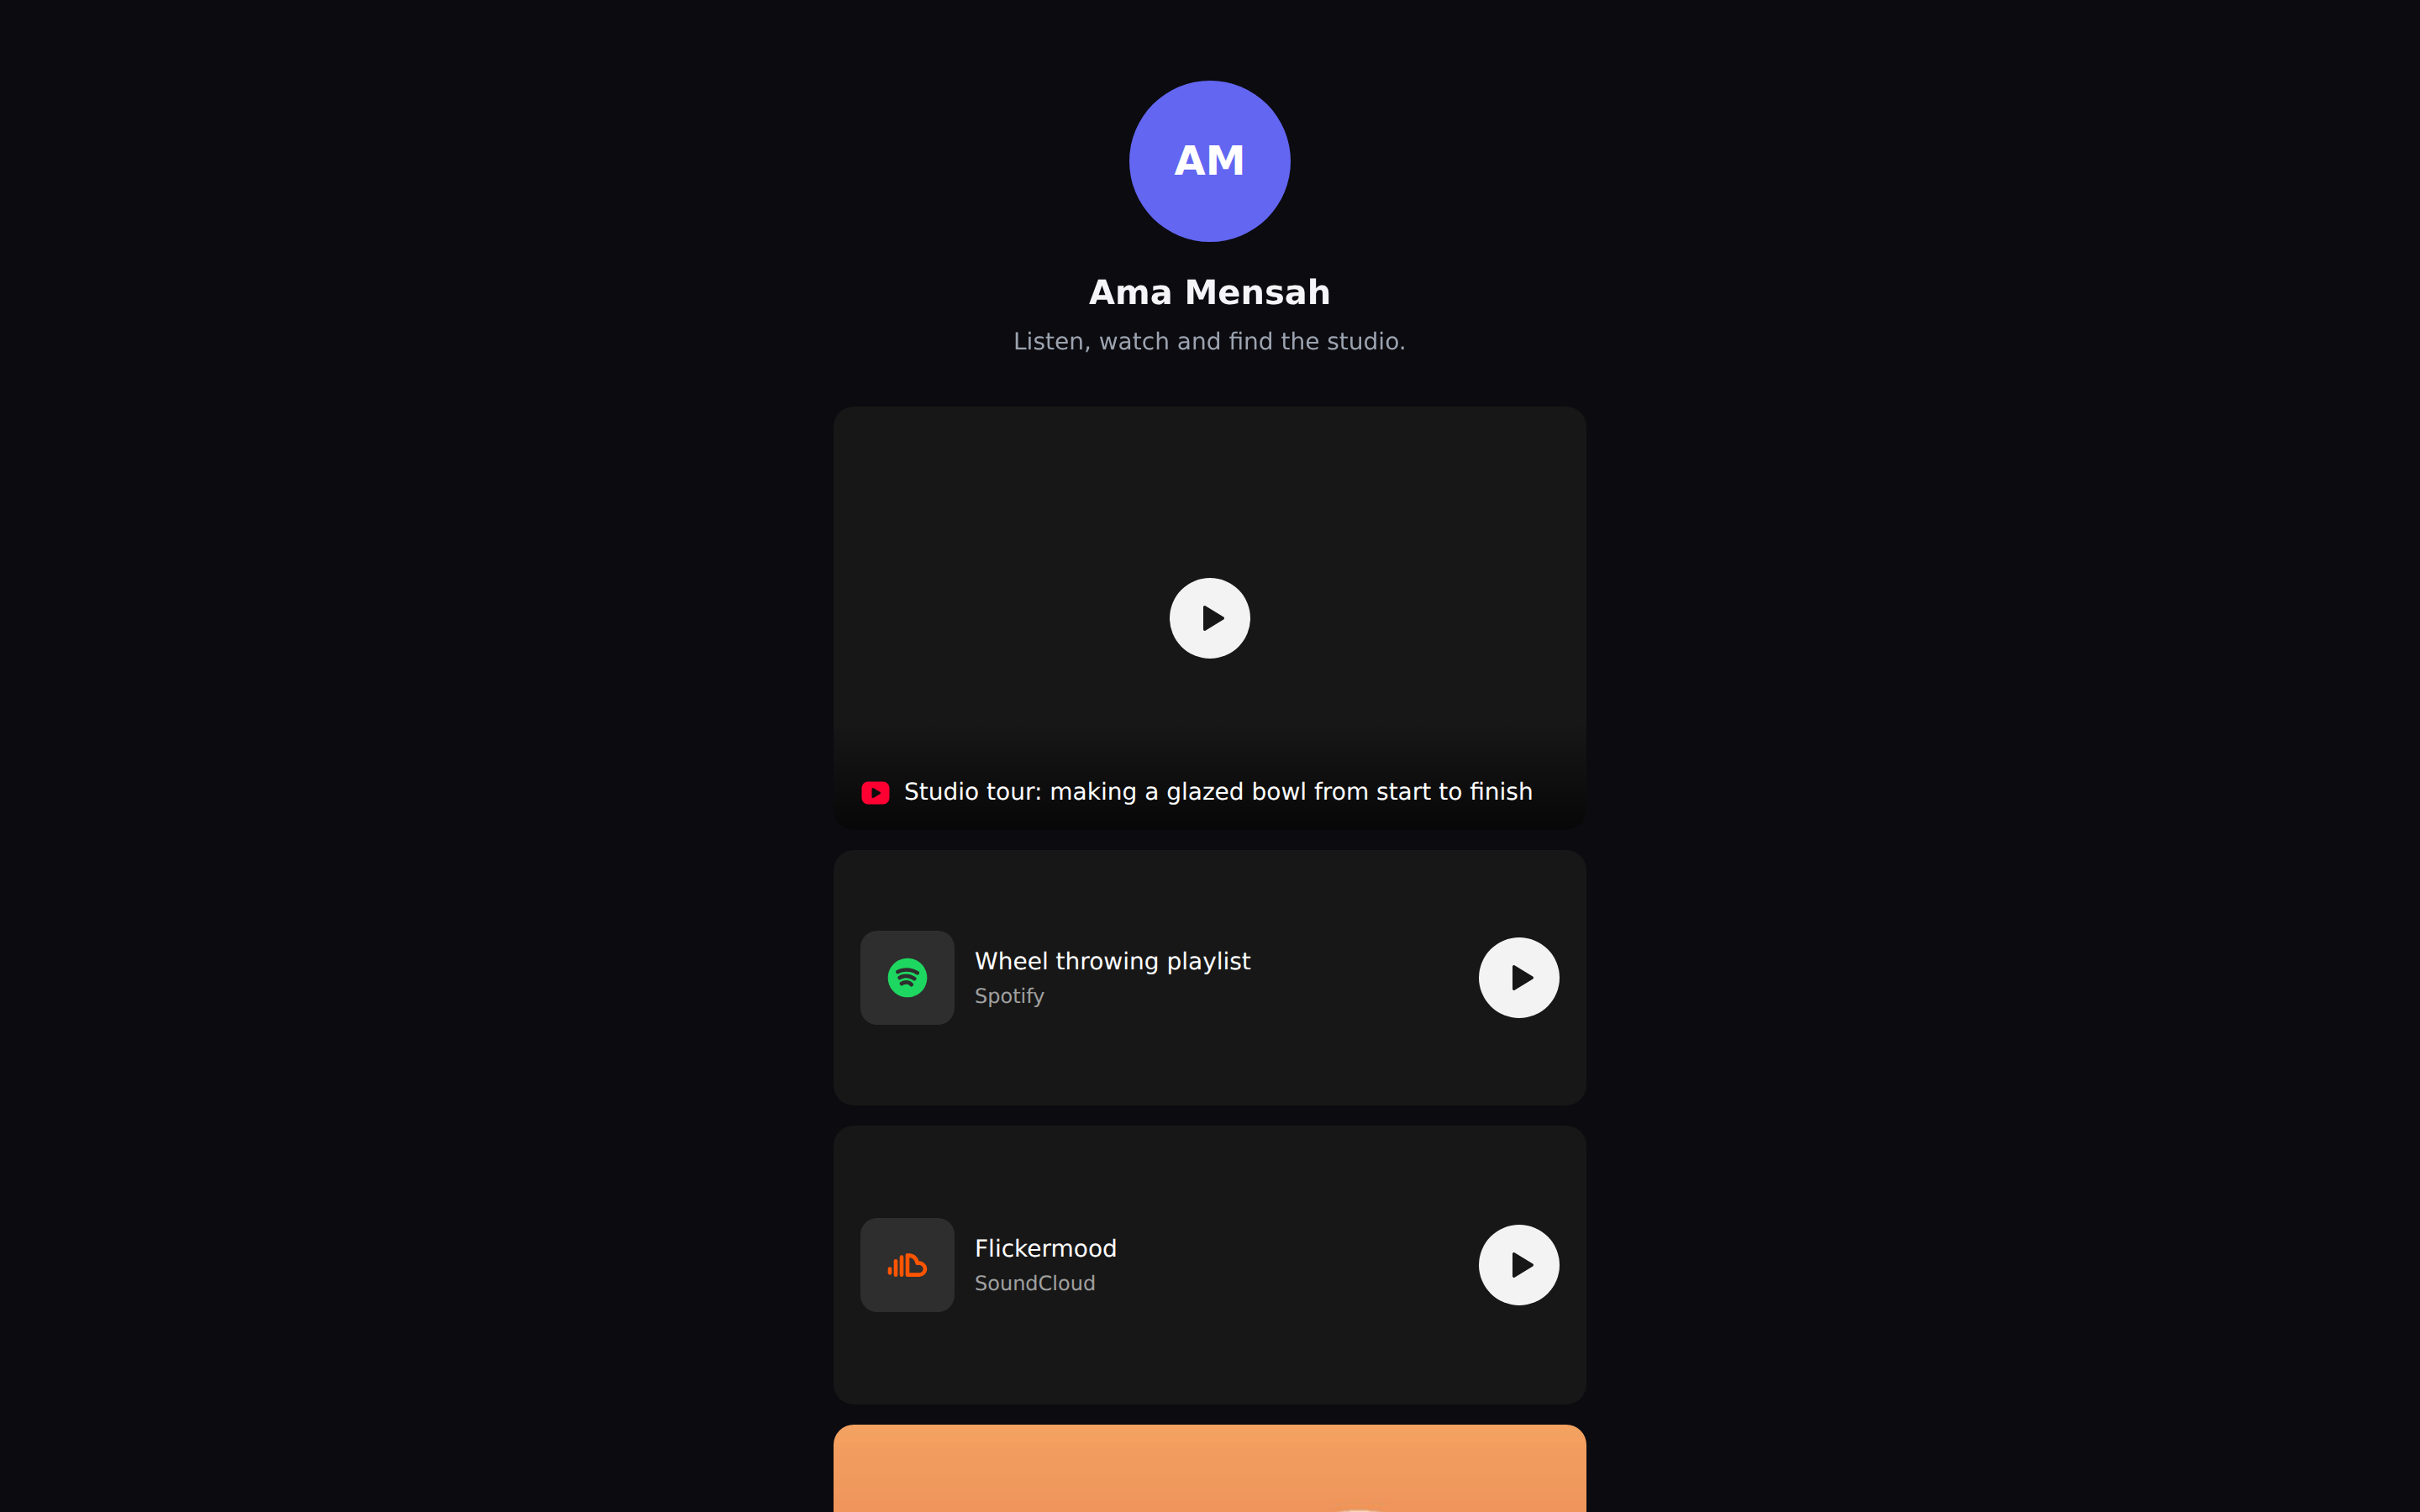 AM
Ama Mensah
Listen, watch and find the studio.
Studio tour: making a glazed bowl from start to finish
Wheel throwing playlist
Spotify
Flickermood
SoundCloud